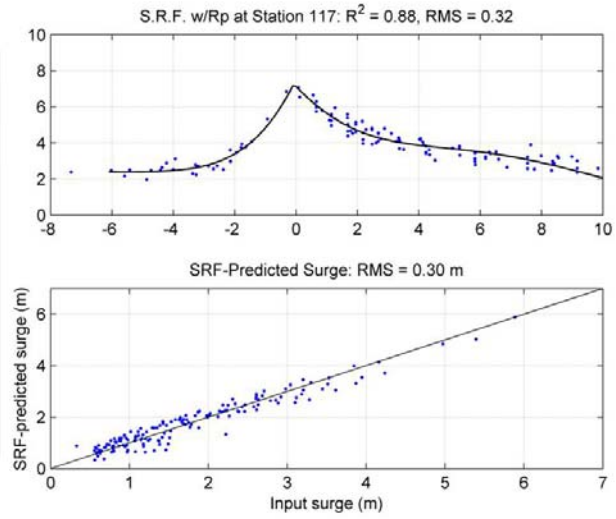 S.R.F. w/Rp at Station 117: R² = 0.88, RMS = 0.32
10
8
6
4
2
0
-8 -6 -4 -2 0 2 4 6 8 10
SRF-Predicted Surge: RMS = 0.30 m
SRF-predicted surge (m)
6
4
2
0
0 1 2 3 4 5 6 7
Input surge (m)